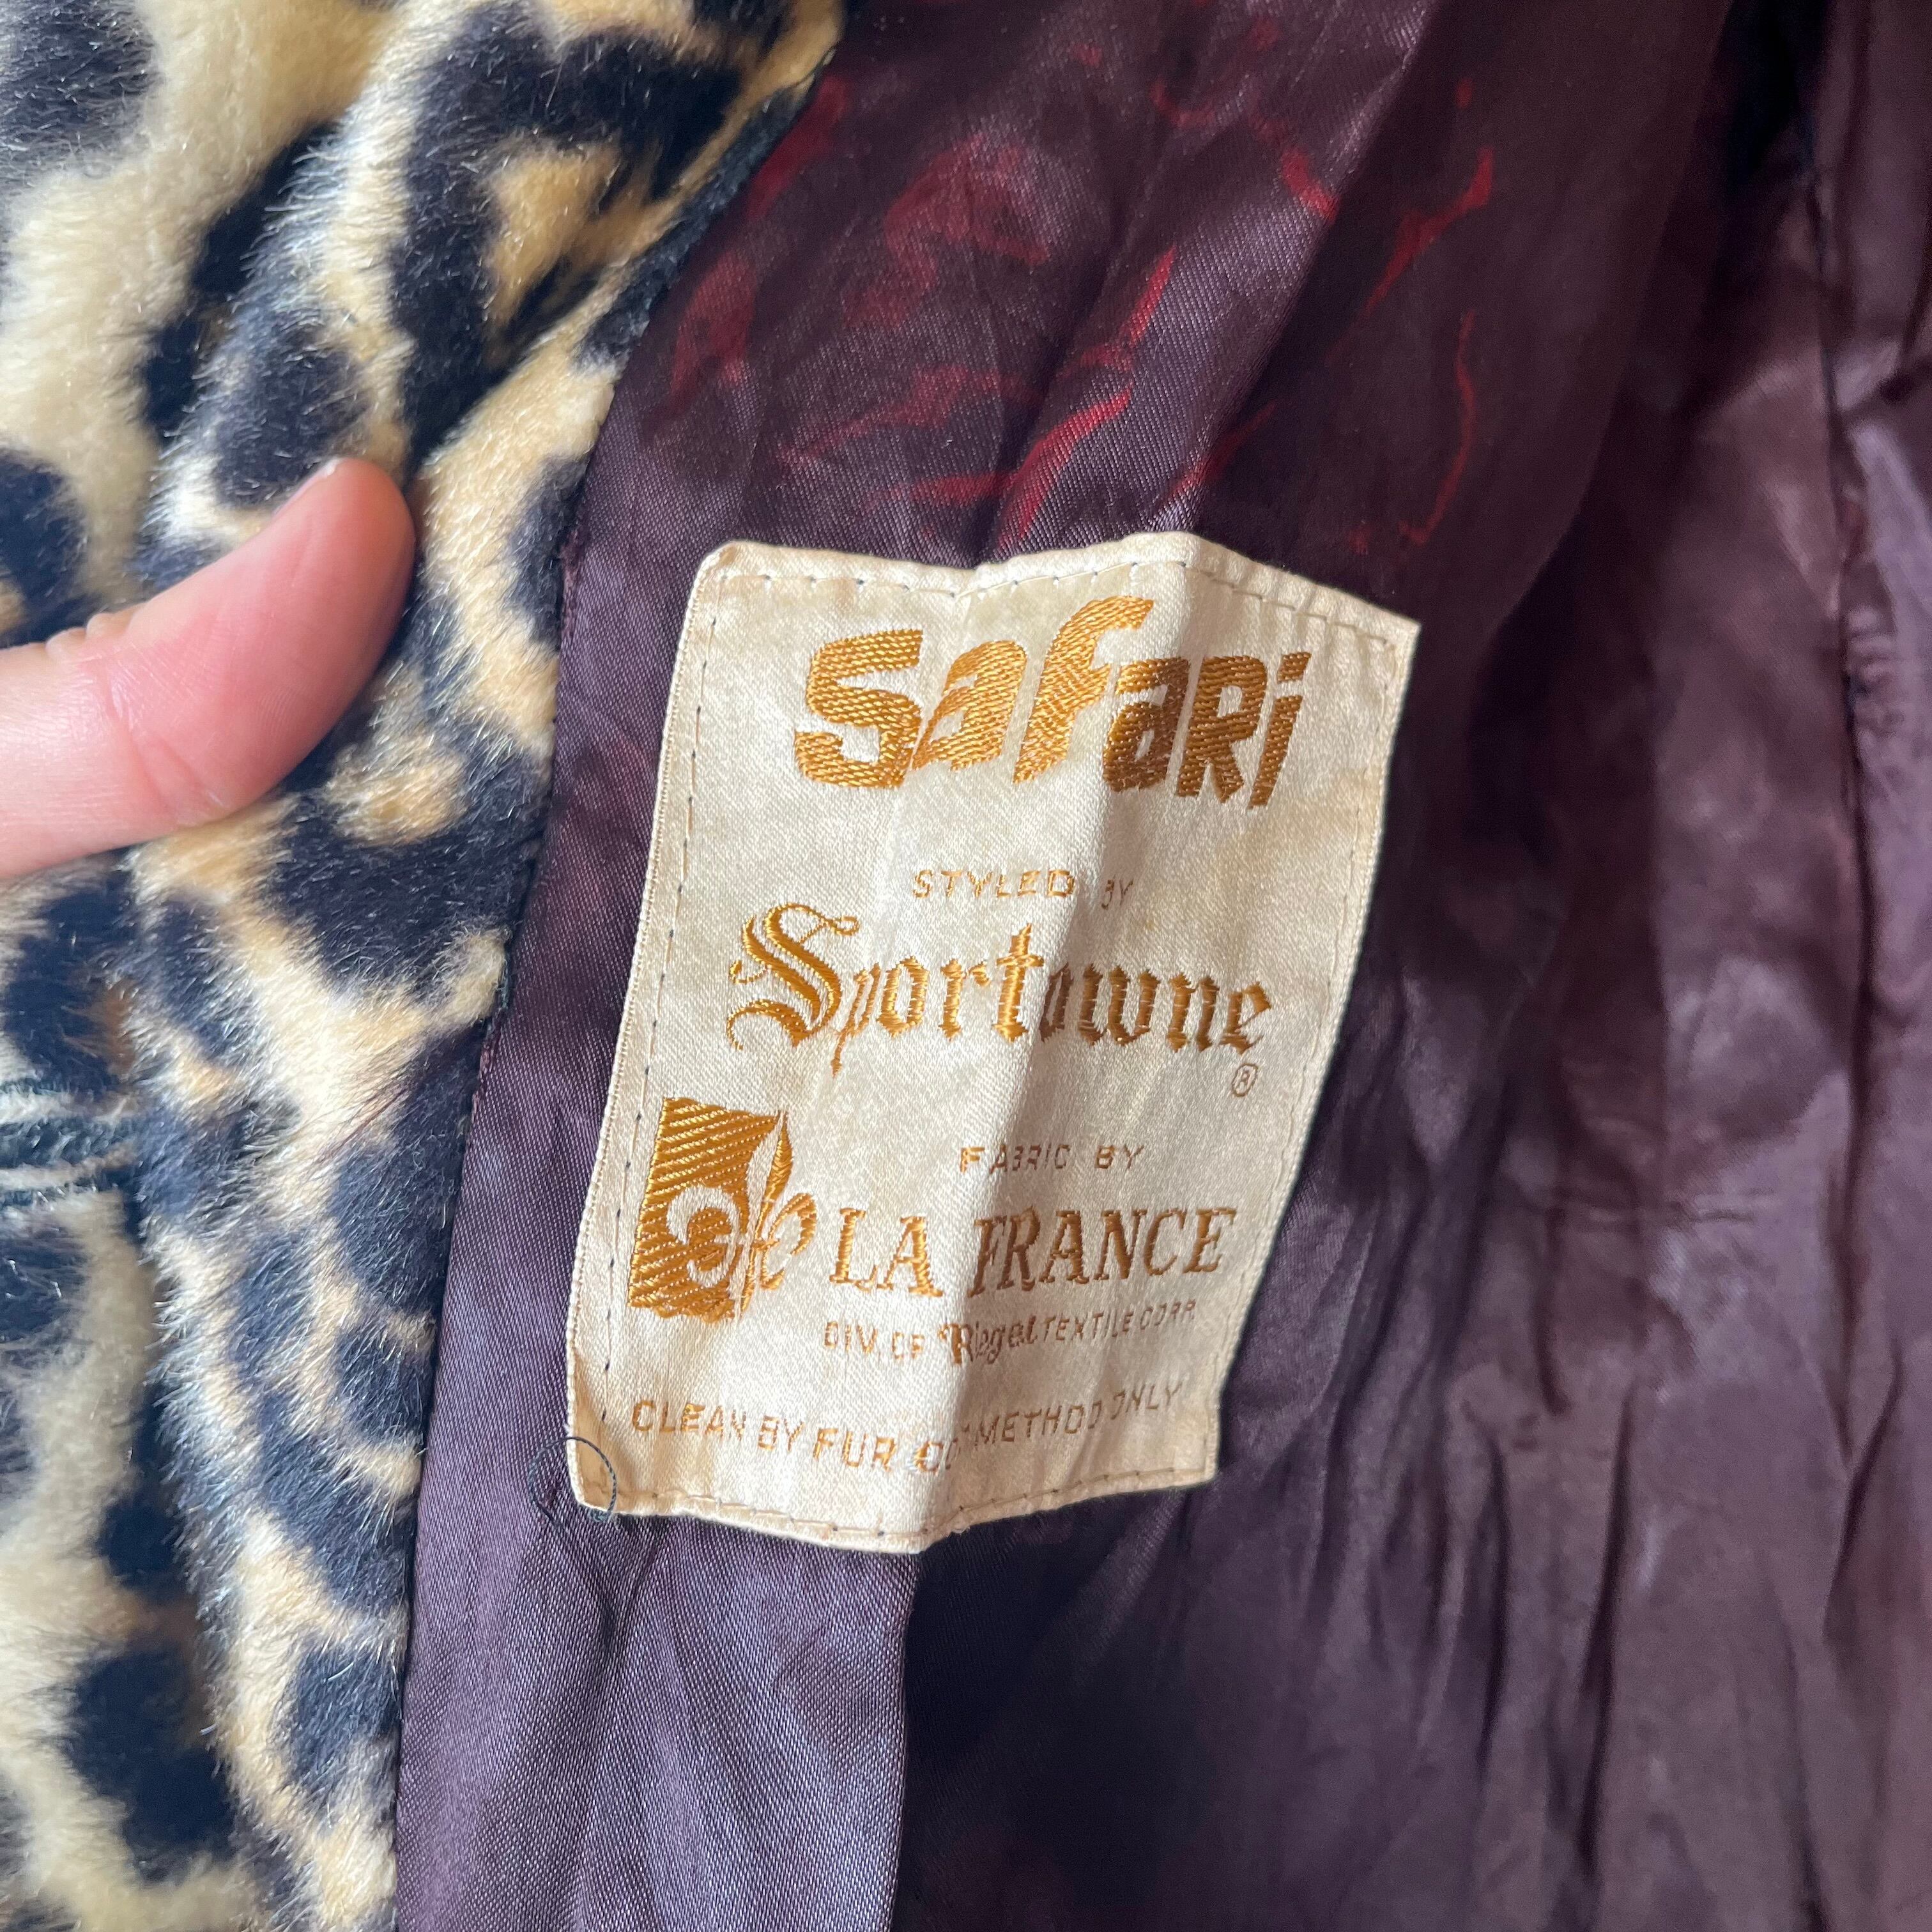 Safari
STYLED BY
Sportowne
®
FABRIC BY
LA FRANCE
DIV. OF Riegel TEXTILE CORP.
CLEAN BY FUR METHOD ONLY